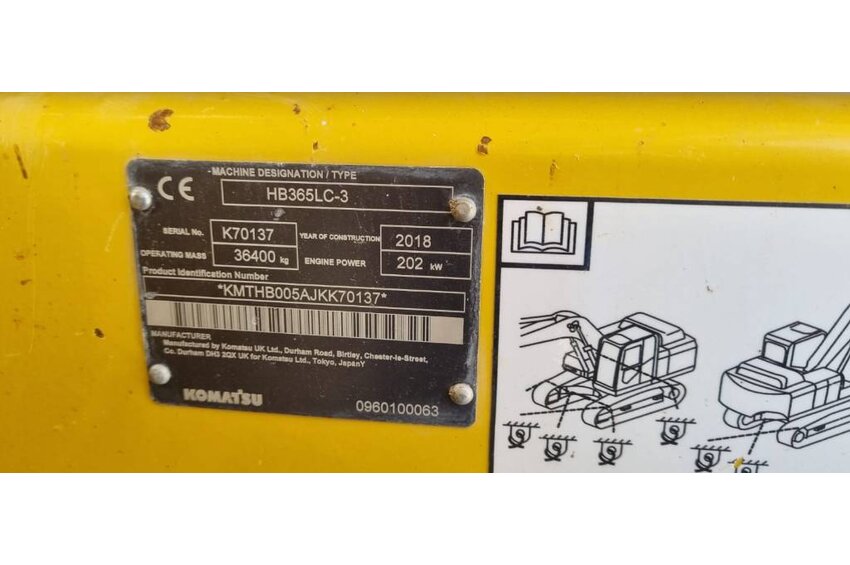 CE
MACHINE DESIGNATION / TYPE
HB365LC-3
SERIAL No. K70137 YEAR OF CONSTRUCTION 2018
OPERATING MASS 36400 kg ENGINE POWER 202 kW
Product Identification Number
*KMTHB005AJKK70137*
MANUFACTURER
Manufactured by Komatsu UK Ltd., Durham Road, Birtley, Chester-le-Street,
Co. Durham DH3 2QX UK for Komatsu Ltd., Tokyo, JapanY
KOMATSU 0960100063